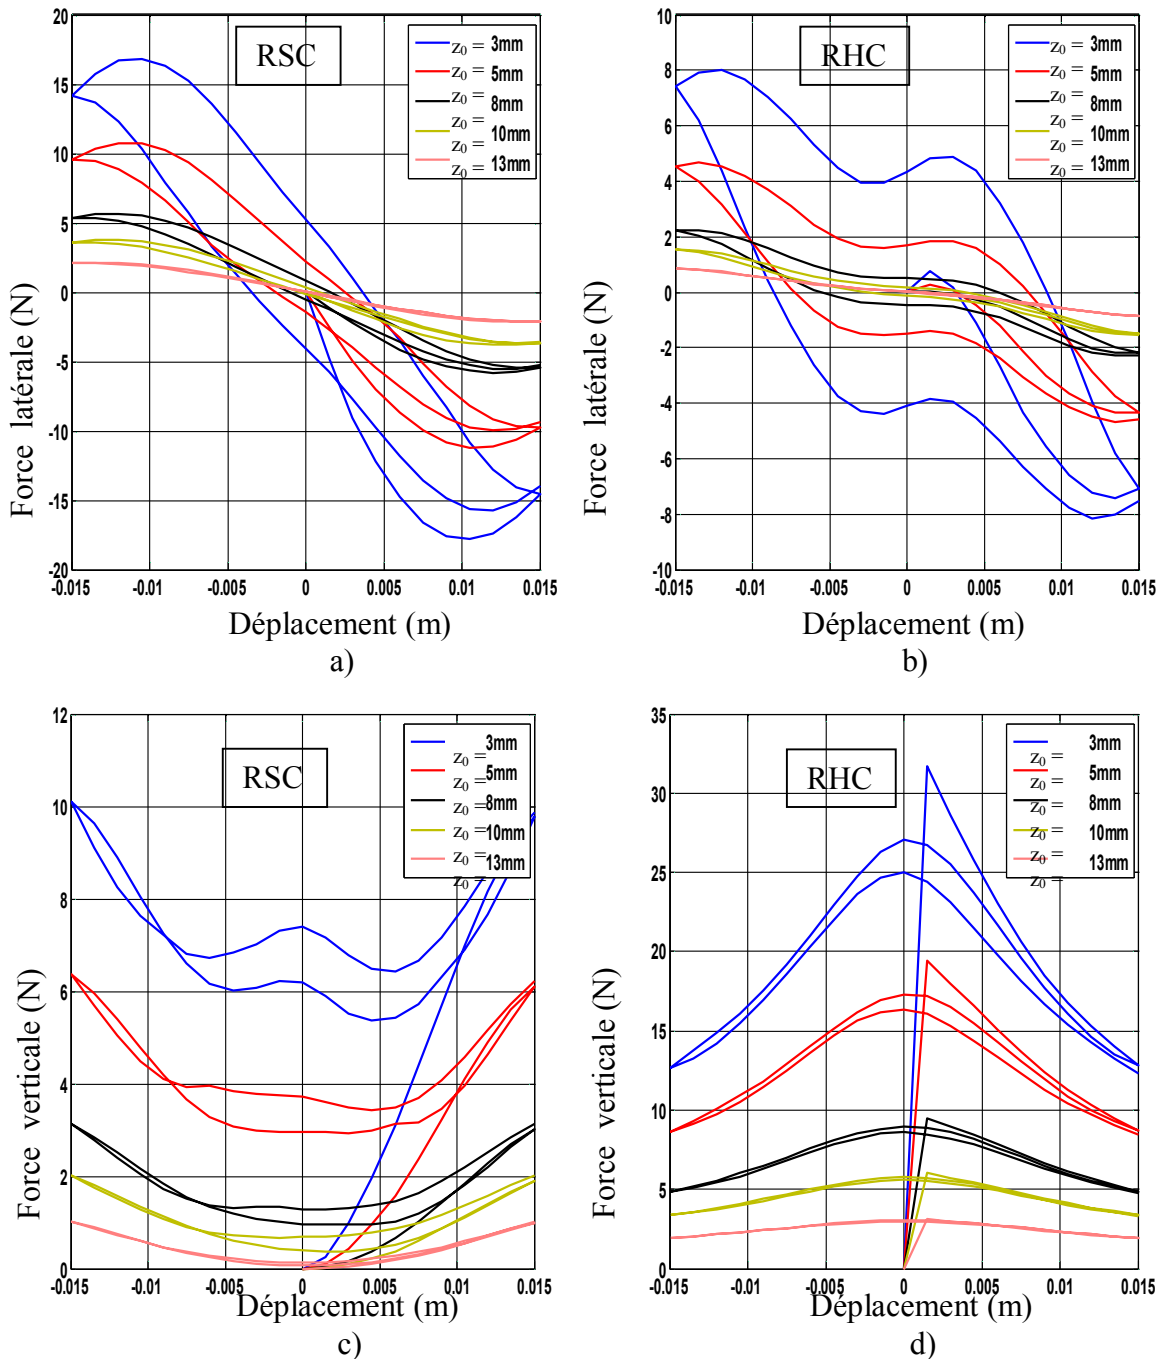 20
15
10
5
0
-5
-10
-15
-20
-0.015 -0.01 -0.005 0 0.005 0.01 0.015
Force latérale (N)
Déplacement (m)
RSC
z0 = 3mm
z0 = 5mm
z0 = 8mm
z0 = 10mm
z0 = 13mm
a)
10
8
6
4
2
0
-2
-4
-6
-8
-10
-0.015 -0.01 -0.005 0 0.005 0.01 0.015
Force latérale (N)
Déplacement (m)
RHC
z0 = 3mm
z0 = 5mm
z0 = 8mm
z0 = 10mm
z0 = 13mm
b)
12
10
8
6
4
2
0
-0.015 -0.01 -0.005 0 0.005 0.01 0.015
Force verticale (N)
Déplacement (m)
RSC
3mm
z0 =
5mm
z0 =
8mm
z0 =
10mm
z0 =
13mm
z0 =
c)
35
30
25
20
15
10
5
0
-0.015 -0.01 -0.005 0 0.005 0.01 0.015
Force verticale (N)
Déplacement (m)
RHC
3mm
z0 =
5mm
z0 =
8mm
z0 =
10mm
z0 =
13mm
z0 =
d)